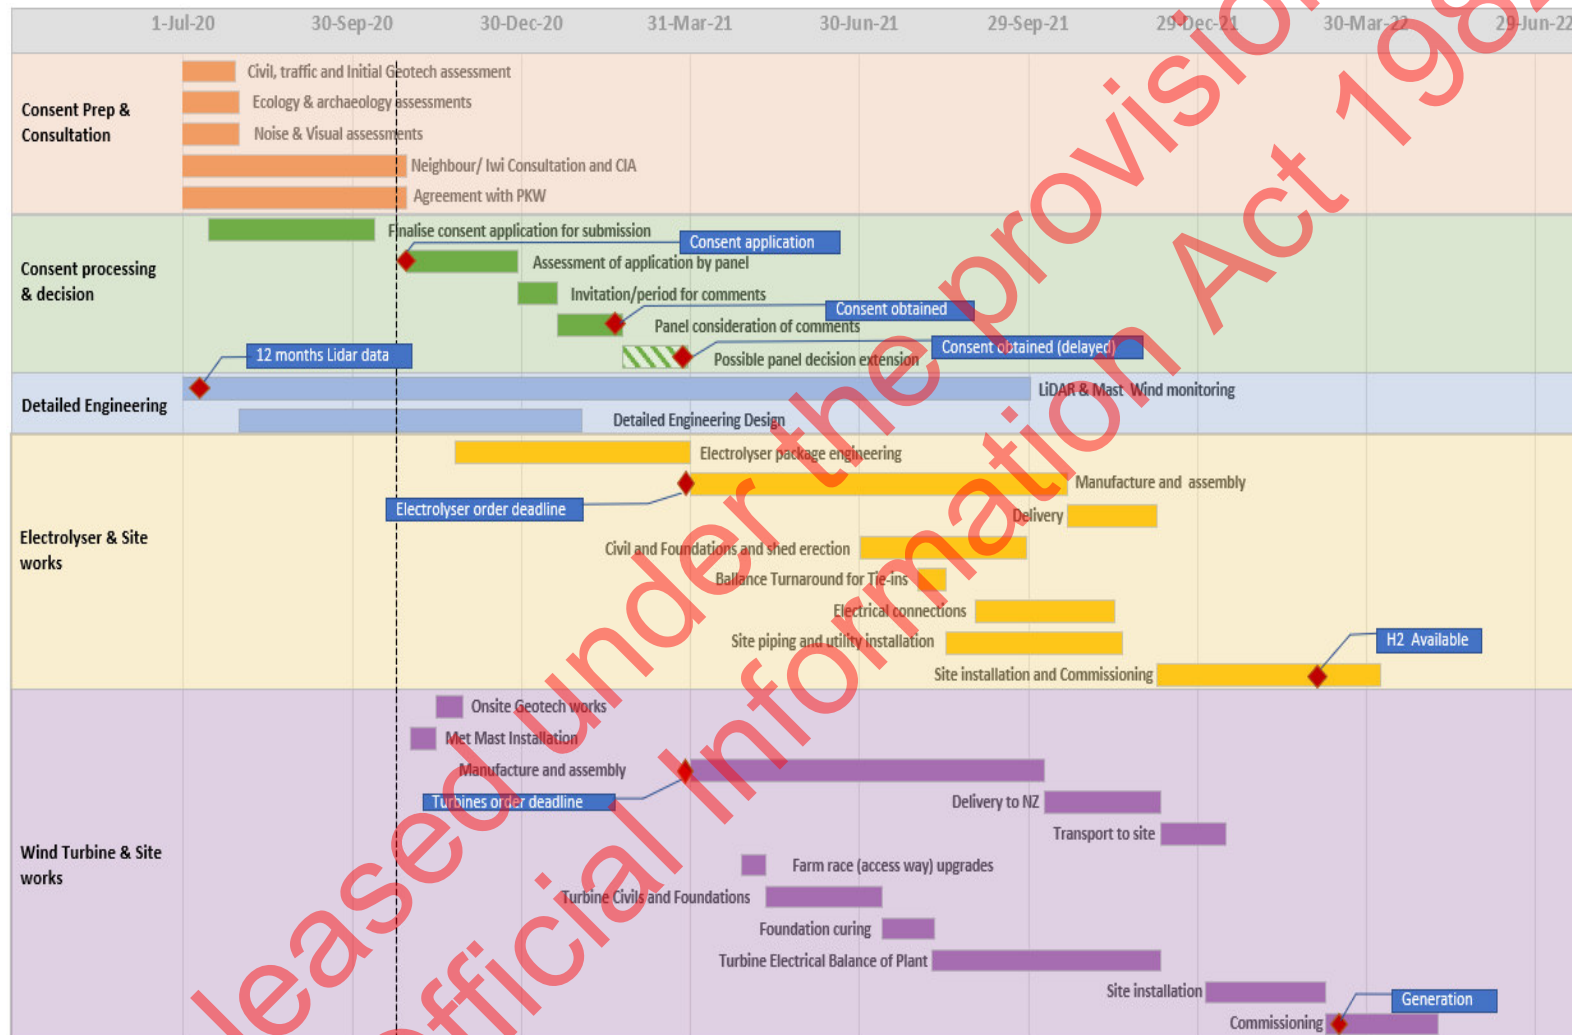 1-Jul-20 30-Sep-20 30-Dec-20 31-Mar-21 30-Jun-21 29-Sep-21 29-Dec-21 30-Mar-22 29-Jun-22
Consent Prep &
Consultation
Civil, traffic and Initial Geotech assessment
Ecology & archaeology assessments
Noise & Visual assessments
Neighbour/ Iwi Consultation and CIA
Agreement with PKW
Consent processing
& decision
Finalise consent application for submission
Consent application
Assessment of application by panel
Invitation/period for comments
Consent obtained
Panel consideration of comments
Consent obtained (delayed)
12 months Lidar data
Possible panel decision extension
Detailed Engineering
LiDAR & Mast Wind monitoring
Detailed Engineering Design
Electrolyser & Site
works
Electrolyser package engineering
Manufacture and assembly
Electrolyser order deadline
Delivery
Civil and Foundations and shed erection
Ballance Turnaround for Tie-ins
Electrical connections
Site piping and utility installation
H2 Available
Site installation and Commissioning
Wind Turbine & Site
works
Onsite Geotech works
Met Mast Installation
Manufacture and assembly
Turbines order deadline
Delivery to NZ
Transport to site
Farm race (access way) upgrades
Turbine Civils and Foundations
Foundation curing
Turbine Electrical Balance of Plant
Site installation
Generation
Commissioning
leased under the provision
fficial Information Act 198